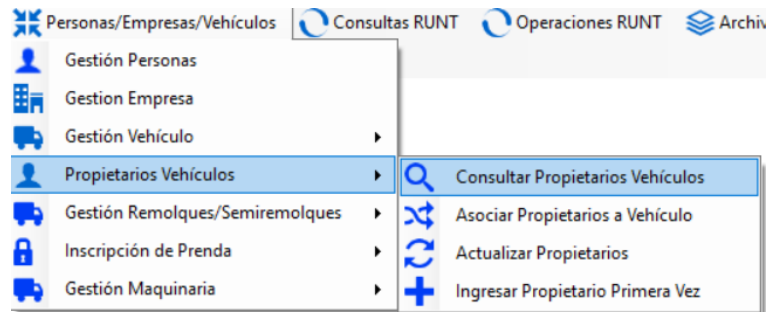 Personas/Empresas/Vehículos Consultas RUNT Operaciones RUNT Archiv
Gestión Personas
Gestion Empresa
Gestión Vehículo
Propietarios Vehículos
Gestión Remolques/Semiremolques
Inscripción de Prenda
Gestión Maquinaria
Consultar Propietarios Vehículos
Asociar Propietarios a Vehículo
Actualizar Propietarios
Ingresar Propietario Primera Vez